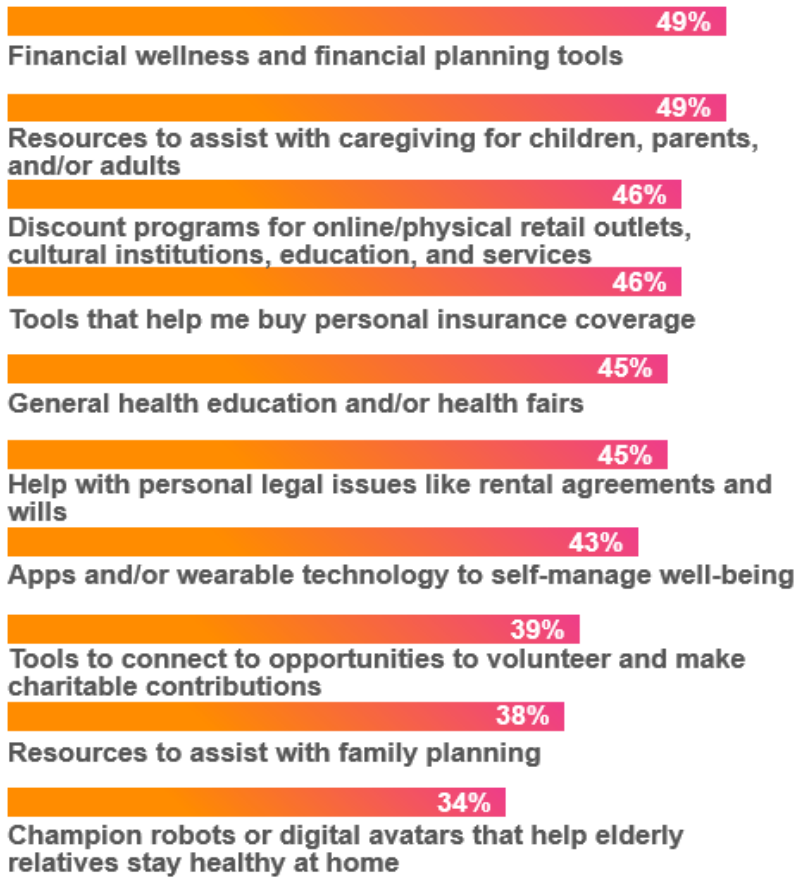 49%
Financial wellness and financial planning tools
49%
Resources to assist with caregiving for children, parents,
and/or adults
46%
Discount programs for online/physical retail outlets,
cultural institutions, education, and services
46%
Tools that help me buy personal insurance coverage
45%
General health education and/or health fairs
45%
Help with personal legal issues like rental agreements and
wills
43%
Apps and/or wearable technology to self-manage well-being
39%
Tools to connect to opportunities to volunteer and make
charitable contributions
38%
Resources to assist with family planning
34%
Champion robots or digital avatars that help elderly
relatives stay healthy at home